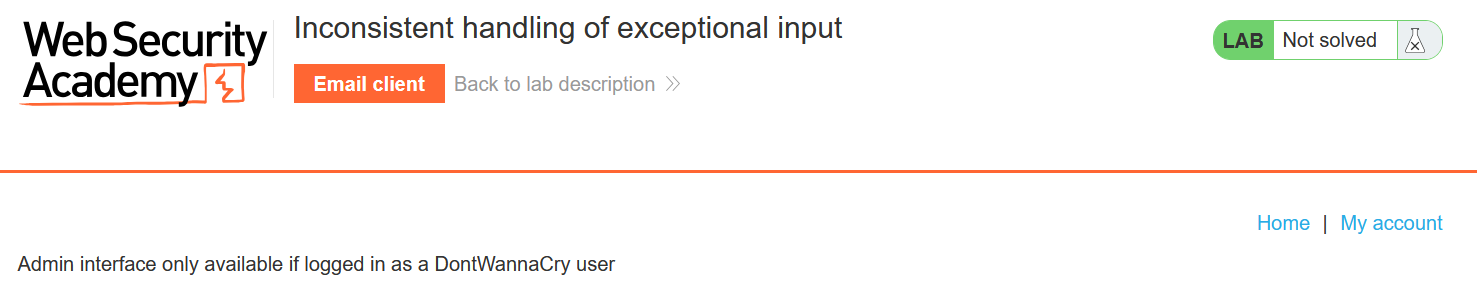 Web Security
Academy
Inconsistent handling of exceptional input
Email client
Back to lab description
LAB
Not solved
Home | My account
Admin interface only available if logged in as a DontWannaCry user